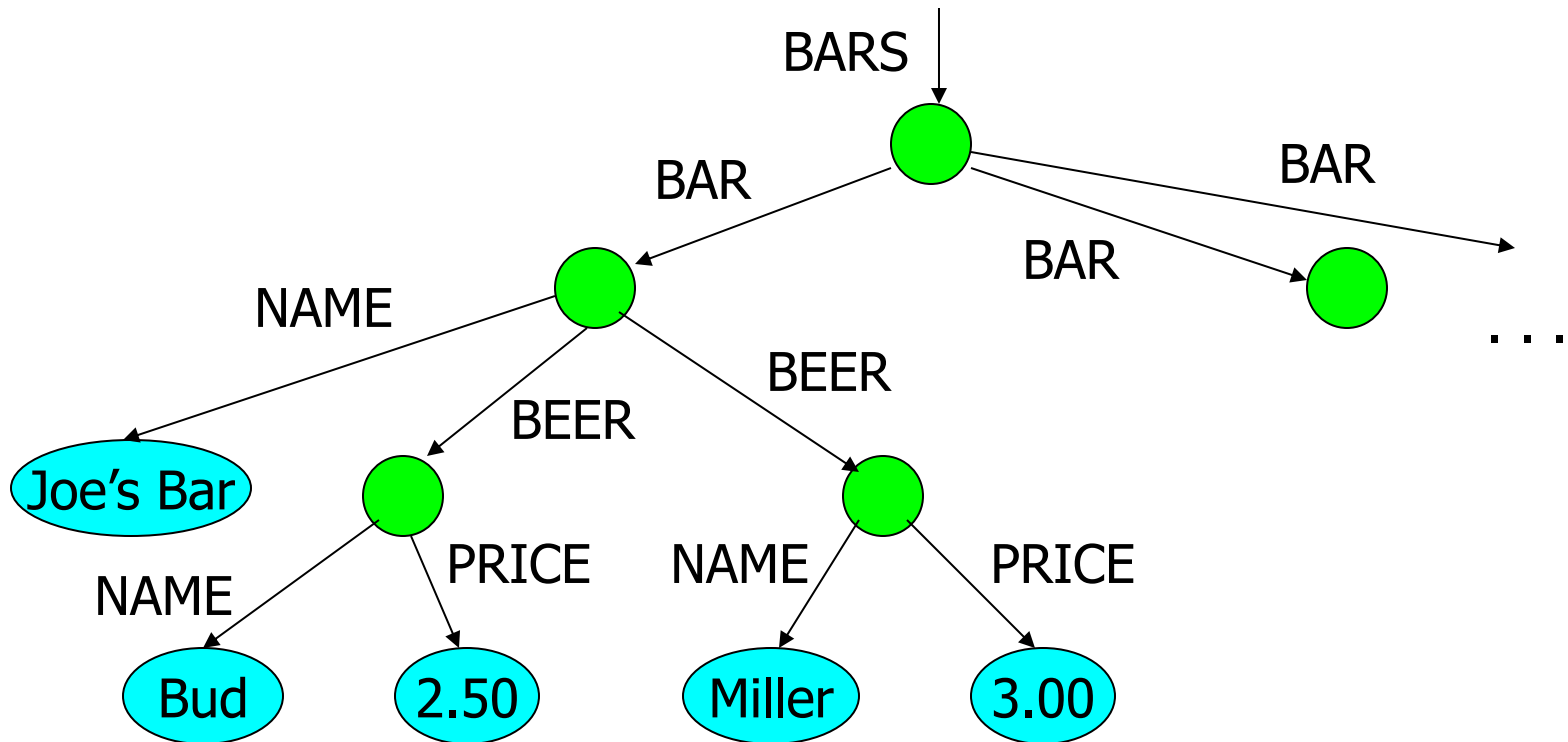 BARS
BAR
BAR
BAR
NAME
. . .
BEER
BEER
Joe’s Bar
PRICE
NAME
PRICE
NAME
Bud
2.50
Miller
3.00